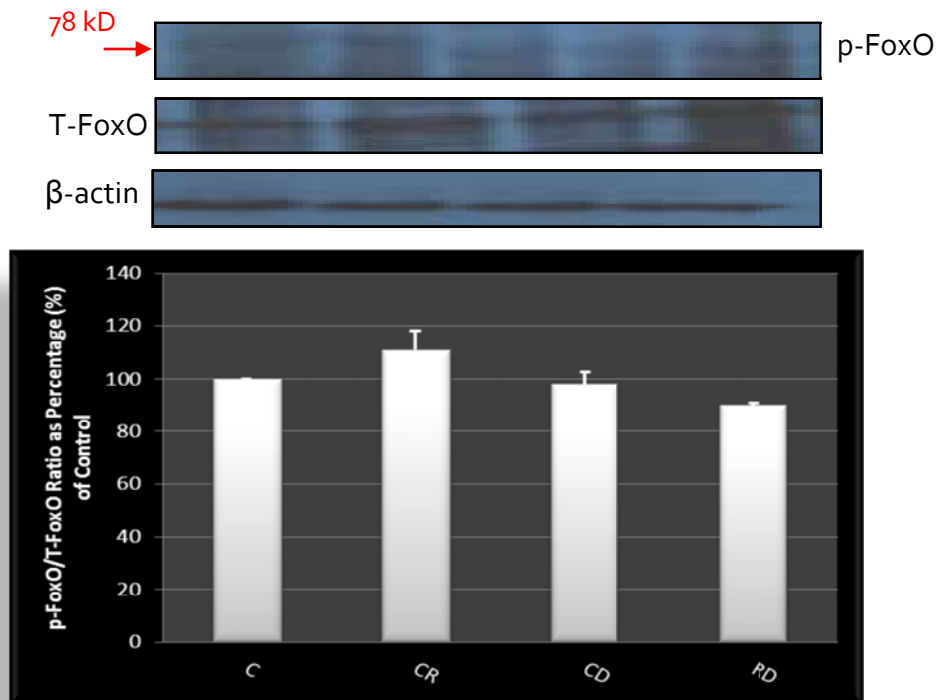 78 kD
p-FoxO
T-FoxO
β-actin
p-FoxO/T-FoxO Ratio as Percentage (%)
of Control
140
120
100
80
60
40
20
0
C
CR
CD
RD